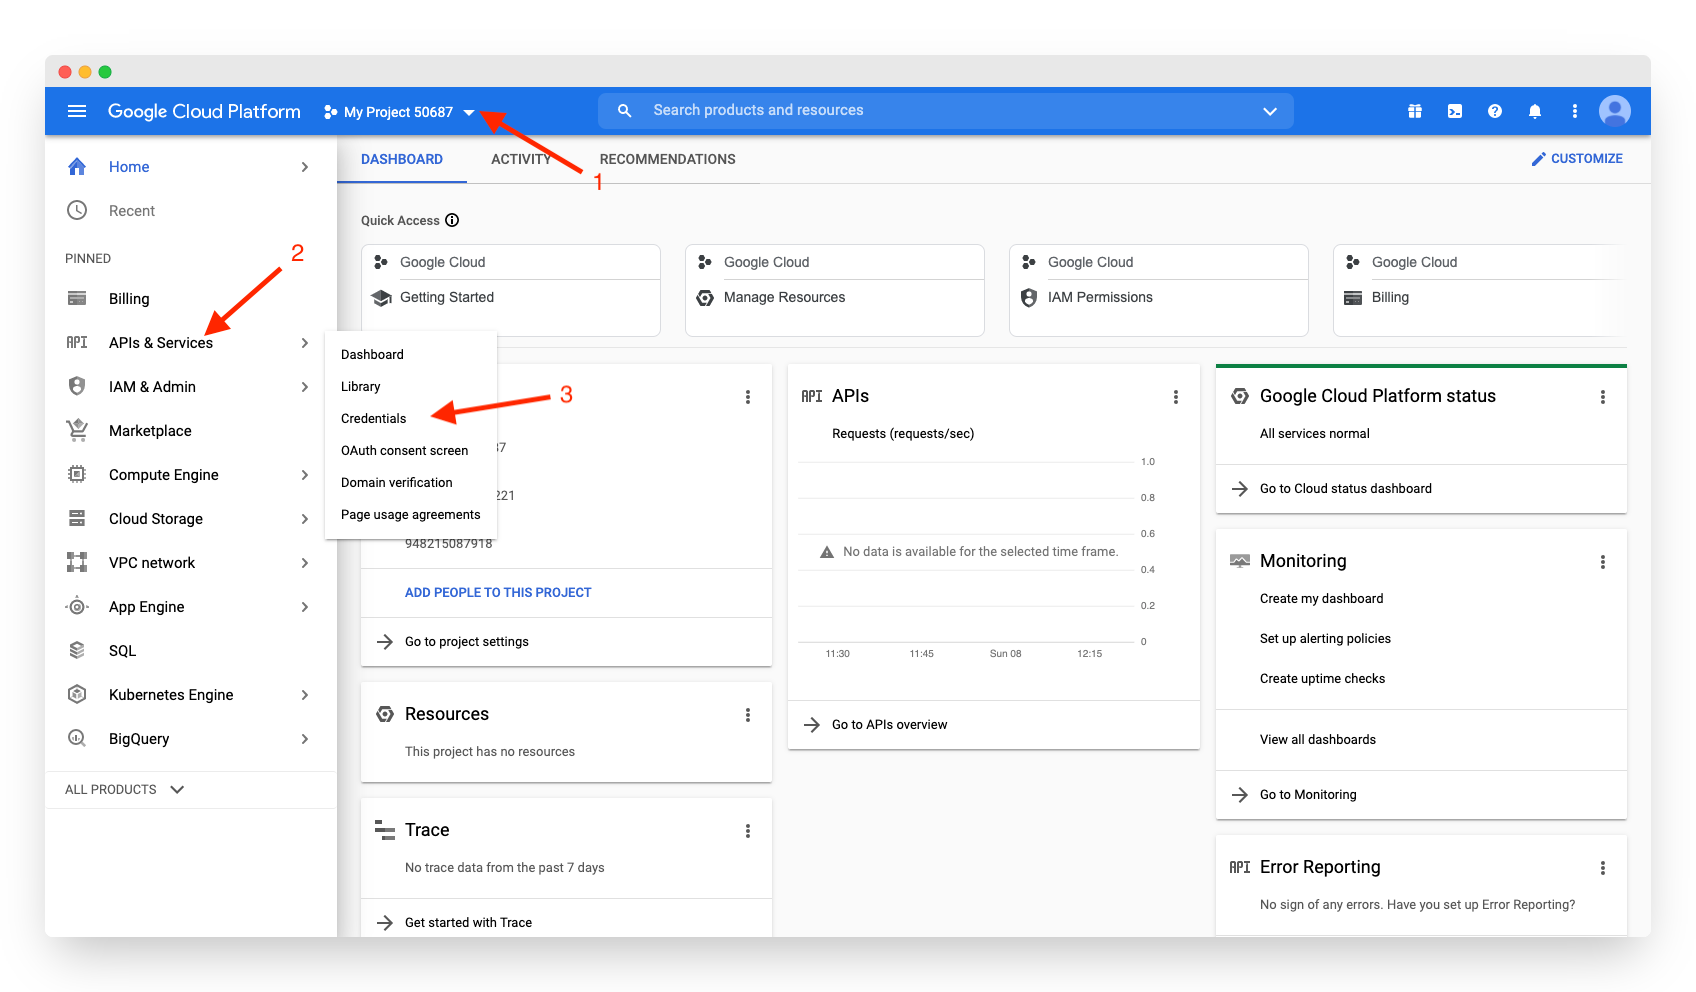 Google Cloud Platform
My Project 50687
Search products and resources
1
Home
Recent
PINNED
2
Billing
API APIs & Services
IAM & Admin
Marketplace
Compute Engine
Cloud Storage
VPC network
App Engine
SQL
Kubernetes Engine
BigQuery
ALL PRODUCTS
DASHBOARD
ACTIVITY
RECOMMENDATIONS
CUSTOMIZE
Quick Access
Google Cloud
Getting Started
Google Cloud
Manage Resources
Google Cloud
IAM Permissions
Google Cloud
Billing
Dashboard
Library
Credentials
3
OAuth consent screen
Domain verification
Page usage agreements
221
948215087918
ADD PEOPLE TO THIS PROJECT
Go to project settings
Resources
This project has no resources
Trace
No trace data from the past 7 days
Get started with Trace
API APIs
Requests (requests/sec)
1.0
0.8
0.6
No data is available for the selected time frame.
0.4
0.2
0
11:30 11:45 Sun 08 12:15
Go to APIs overview
Google Cloud Platform status
All services normal
Go to Cloud status dashboard
Monitoring
Create my dashboard
Set up alerting policies
Create uptime checks
View all dashboards
Go to Monitoring
API Error Reporting
No sign of any errors. Have you set up Error Reporting?